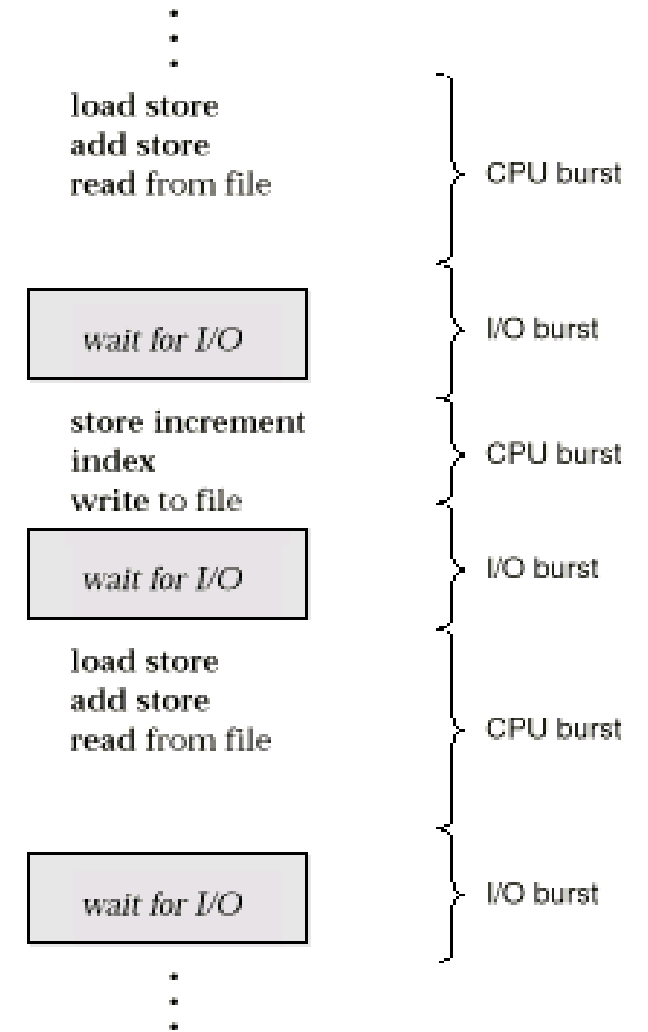 load store
add store
read from file
CPU burst
wait for I/O
I/O burst
store increment
index
write to file
CPU burst
wait for I/O
I/O burst
load store
add store
read from file
CPU burst
wait for I/O
I/O burst